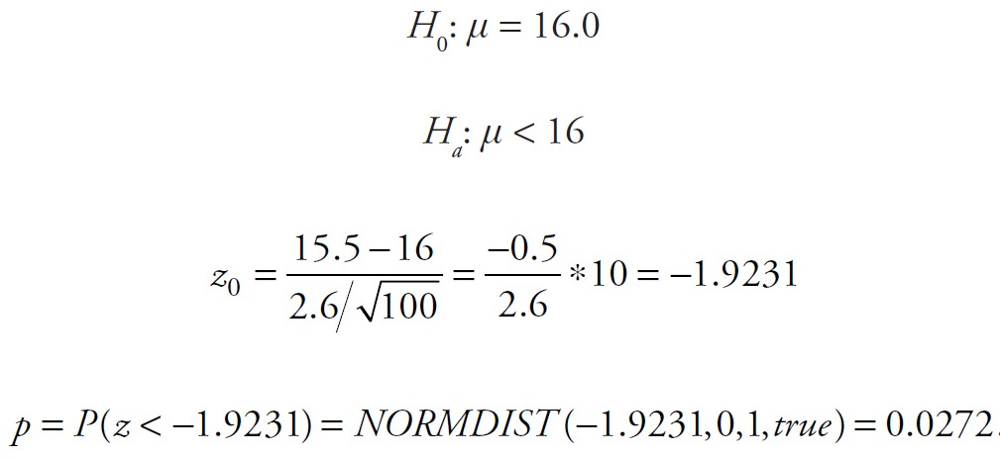 H₀: μ = 16.0
Hₐ: μ < 16
z₀ = (15.5 − 16)/(2.6/√100) = (−0.5/2.6) * 10 = −1.9231
p = P(z < −1.9231) = NORMDIST(−1.9231,0,1,true) = 0.0272.